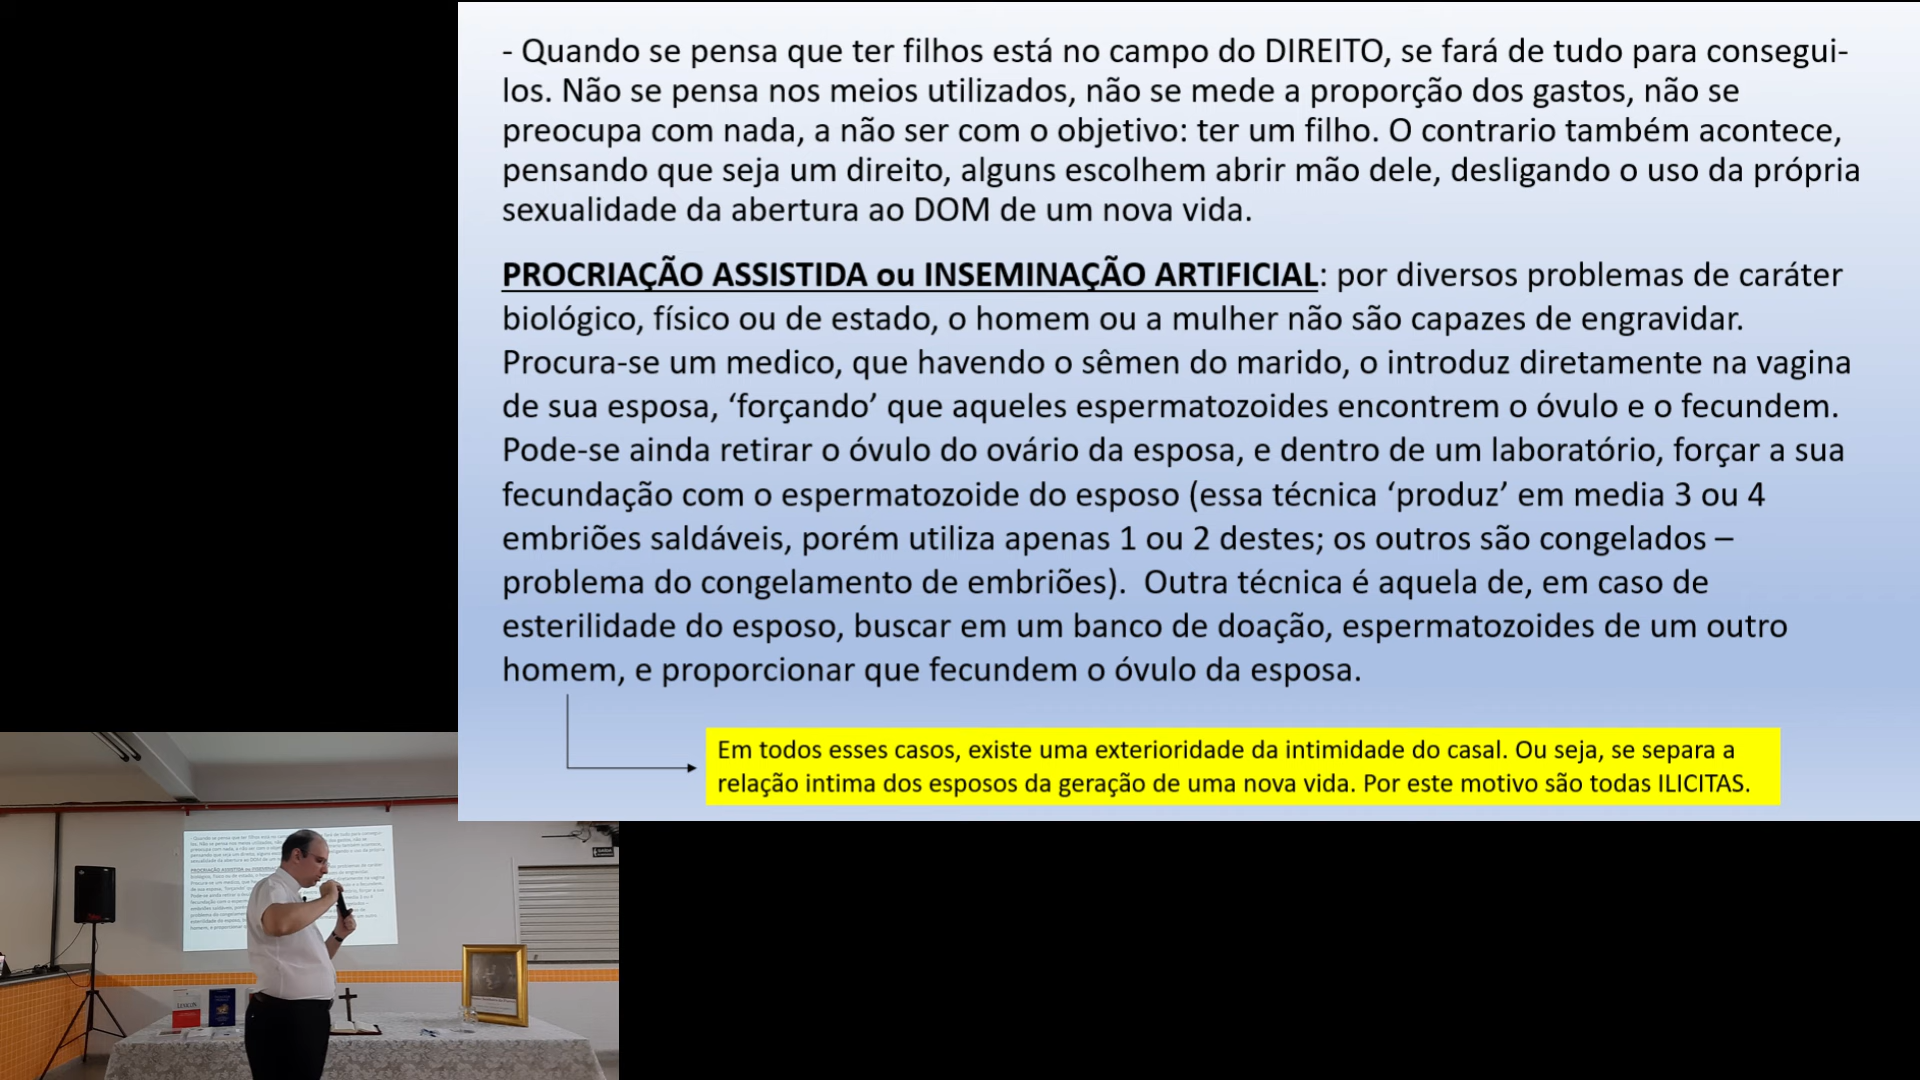 - Quando se pensa que ter filhos está no campo do DIREITO, se fará de tudo para consegui-
los. Não se pensa nos meios utilizados, não se mede a proporção dos gastos, não se
preocupa com nada, a não ser com o objetivo: ter um filho. O contrario também acontece,
pensando que seja um direito, alguns escolhem abrir mão dele, desligando o uso da própria
sexualidade da abertura ao DOM de um nova vida.
PROCRIAÇÃO ASSISTIDA ou INSEMINAÇÃO ARTIFICIAL: por diversos problemas de caráter
biológico, físico ou de estado, o homem ou a mulher não são capazes de engravidar.
Procura-se um medico, que havendo o sêmen do marido, o introduz diretamente na vagina
de sua esposa, ‘forçando’ que aqueles espermatozoides encontrem o óvulo e o fecundem.
Pode-se ainda retirar o óvulo do ovário da esposa, e dentro de um laboratório, forçar a sua
fecundação com o espermatozoide do esposo (essa técnica ‘produz’ em media 3 ou 4
embriões saldáveis, porém utiliza apenas 1 ou 2 destes; os outros são congelados –
problema do congelamento de embriões).  Outra técnica é aquela de, em caso de
esterilidade do esposo, buscar em um banco de doação, espermatozoides de um outro
homem, e proporcionar que fecundem o óvulo da esposa.
Em todos esses casos, existe uma exterioridade da intimidade do casal. Ou seja, se separa a
relação intima dos esposos da geração de uma nova vida. Por este motivo são todas ILICITAS.
LEXICON